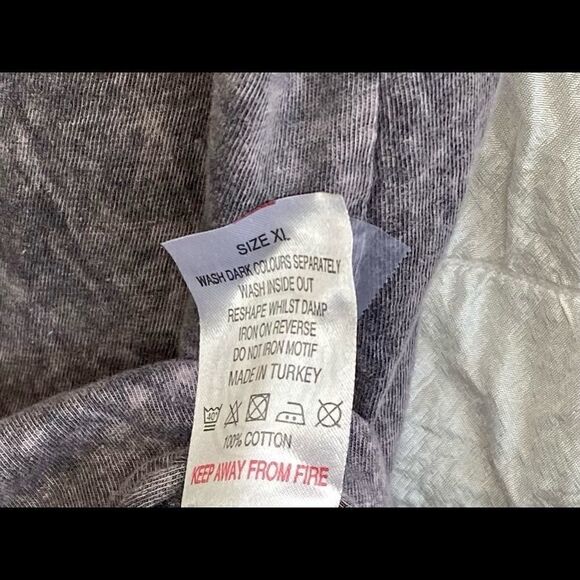 SIZE XL
WASH DARK COLOURS SEPARATELY
WASH INSIDE OUT
RESHAPE WHILST DAMP
IRON ON REVERSE
DO NOT IRON MOTIF
MADE IN TURKEY
40°
100% COTTON
KEEP AWAY FROM FIRE